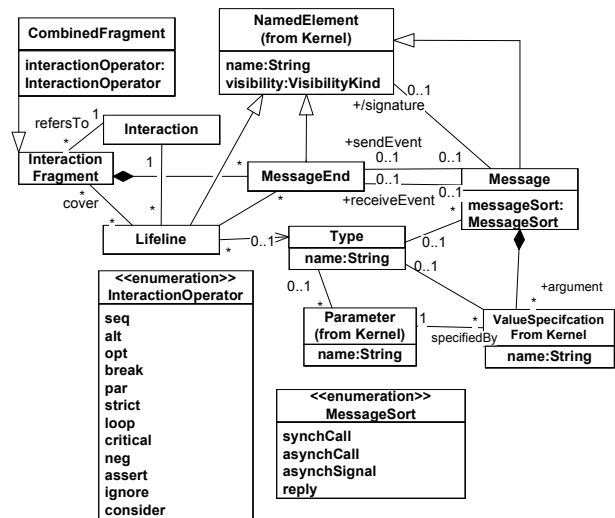 CombinedFragment
interactionOperator:
InteractionOperator
NamedElement
(from Kernel)
name:String
visibility:VisibilityKind
0..1
+/signature
refersTo
1
*
Interaction
+sendEvent
0..1
0..1
Interaction
Fragment
1
*
MessageEnd
Message
0..1
0..1
+receiveEvent
messageSort:
MessageSort
*
cover
*
*
*
*
Lifeline
*
0..1
Type
name:String
*
0..1
0..1
0..1
*
+argument
*
<<enumeration>>
InteractionOperator
seq
alt
opt
break
par
strict
loop
critical
neg
assert
ignore
consider
Parameter
(from Kernel)
name:String
1
*
specifiedBy
ValueSpecifcation
From Kernel
name:String
<<enumeration>>
MessageSort
synchCall
asynchCall
asynchSignal
reply